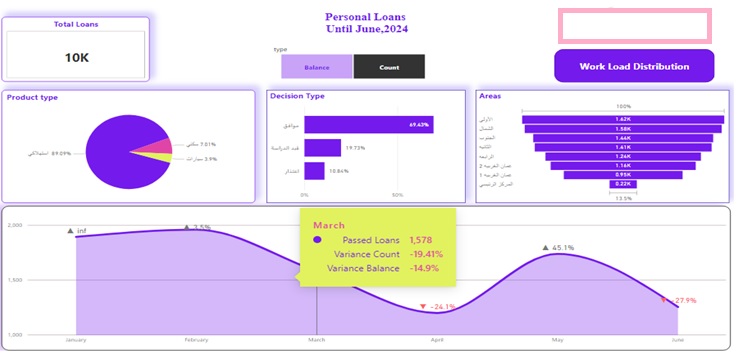 Personal Loans
Until June,2024
Total Loans
10K
type
Balance
Count
Work Load Distribution
Product type
سكني 7.01%
سيارات 3.9%
استهلاكي 89.09%
Decision Type
موافق
69.43%
قيد الدراسة
19.73%
اعتذار
10.84%
0%
50%
Areas
100%
الأولى
1.62K
الشمال
1.58K
الجنوب
1.44K
الثانية
1.41K
الرابعة
1.24K
عمان الغربية 2
1.16K
عمان الغربية 1
0.95K
المركز الرئيسي
0.22K
13.5%
2,000
1,500
1,000
▲ inf
▲ 3.5%
March
Passed Loans 1,578
Variance Count -19.41%
Variance Balance -14.9%
▼ -24.1%
▲ 45.1%
▼ -27.9%
January
February
March
April
May
June